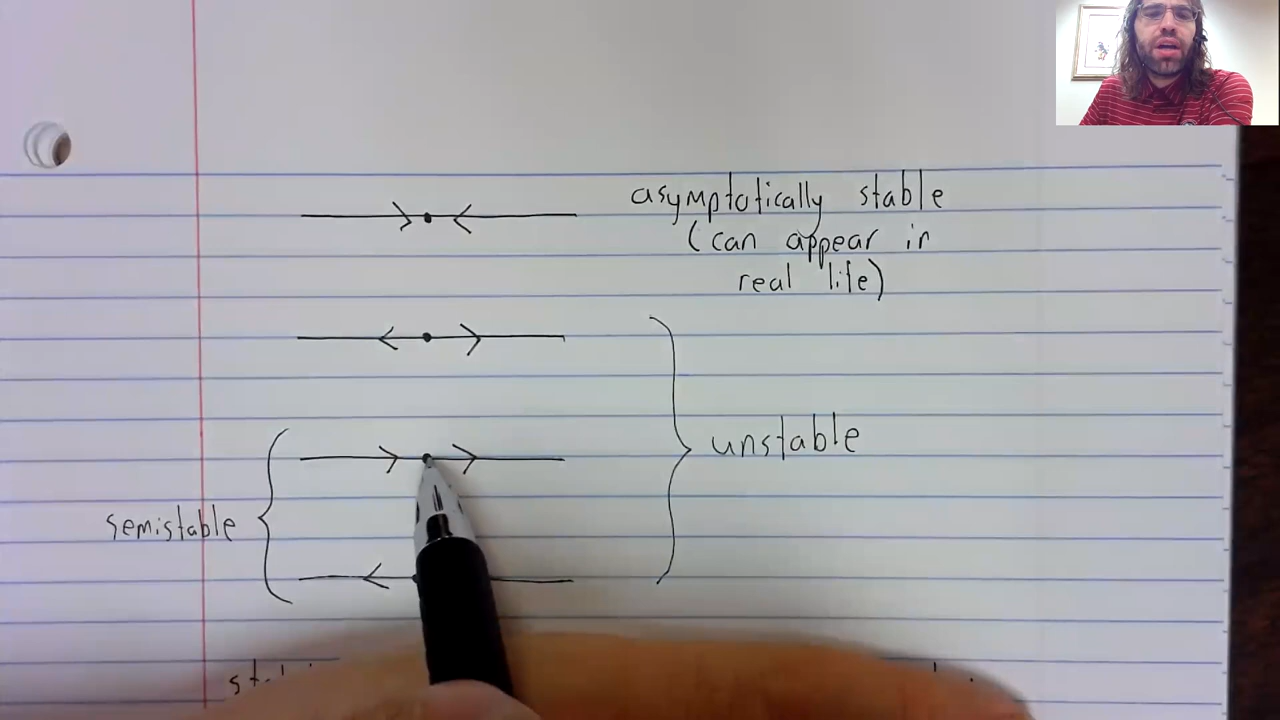 asymptotically stable
(can appear in
real life)
unstable
semistable